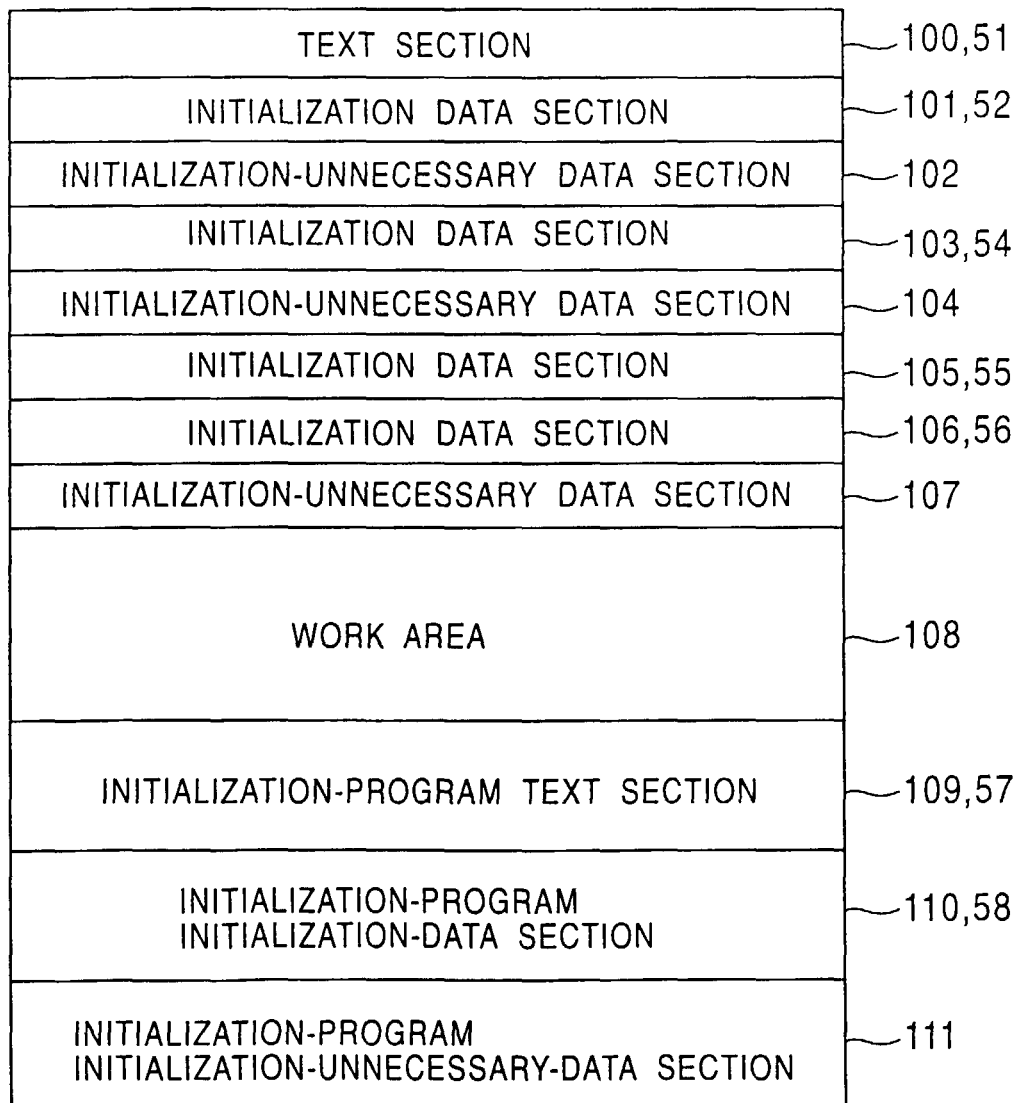 TEXT SECTION 100,51
INITIALIZATION DATA SECTION 101,52
INITIALIZATION-UNNECESSARY DATA SECTION 102
INITIALIZATION DATA SECTION 103,54
INITIALIZATION-UNNECESSARY DATA SECTION 104
INITIALIZATION DATA SECTION 105,55
INITIALIZATION DATA SECTION 106,56
INITIALIZATION-UNNECESSARY DATA SECTION 107
WORK AREA 108
INITIALIZATION-PROGRAM TEXT SECTION 109,57
INITIALIZATION-PROGRAM
INITIALIZATION-DATA SECTION 110,58
INITIALIZATION-PROGRAM
INITIALIZATION-UNNECESSARY-DATA SECTION 111